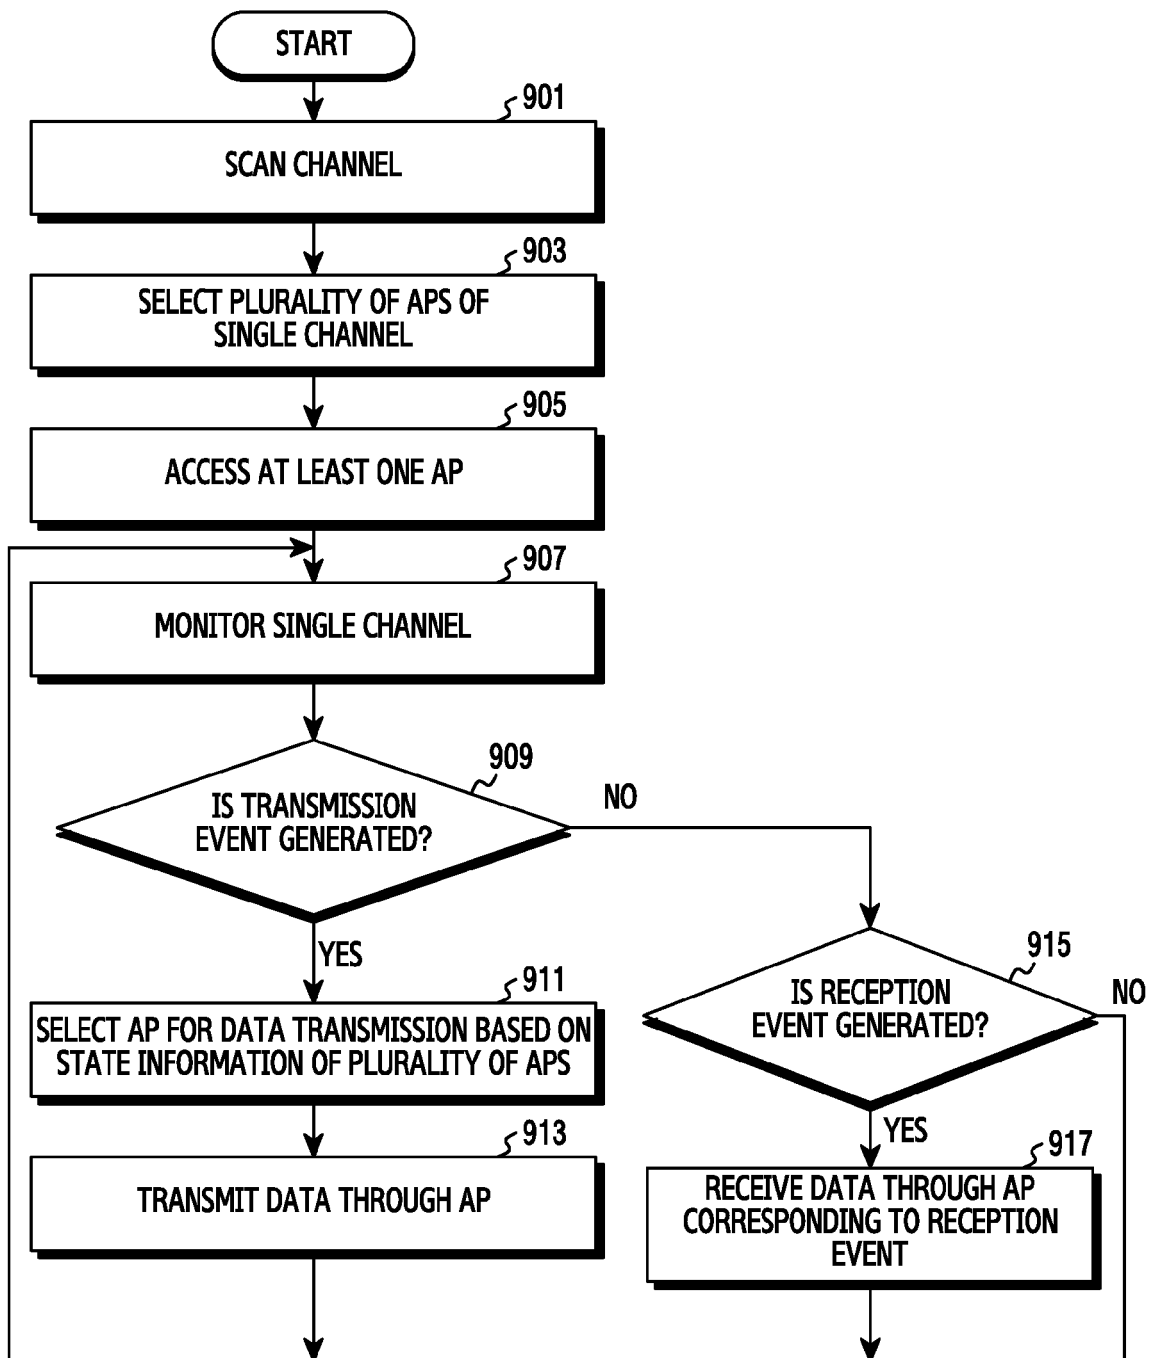 START
901
SCAN CHANNEL
903
SELECT PLURALITY OF APS OF
SINGLE CHANNEL
905
ACCESS AT LEAST ONE AP
907
MONITOR SINGLE CHANNEL
909
IS TRANSMISSION
EVENT GENERATED?
NO
YES
911
SELECT AP FOR DATA TRANSMISSION BASED ON
STATE INFORMATION OF PLURALITY OF APS
913
TRANSMIT DATA THROUGH AP
915
IS RECEPTION
EVENT GENERATED?
NO
YES
917
RECEIVE DATA THROUGH AP
CORRESPONDING TO RECEPTION
EVENT